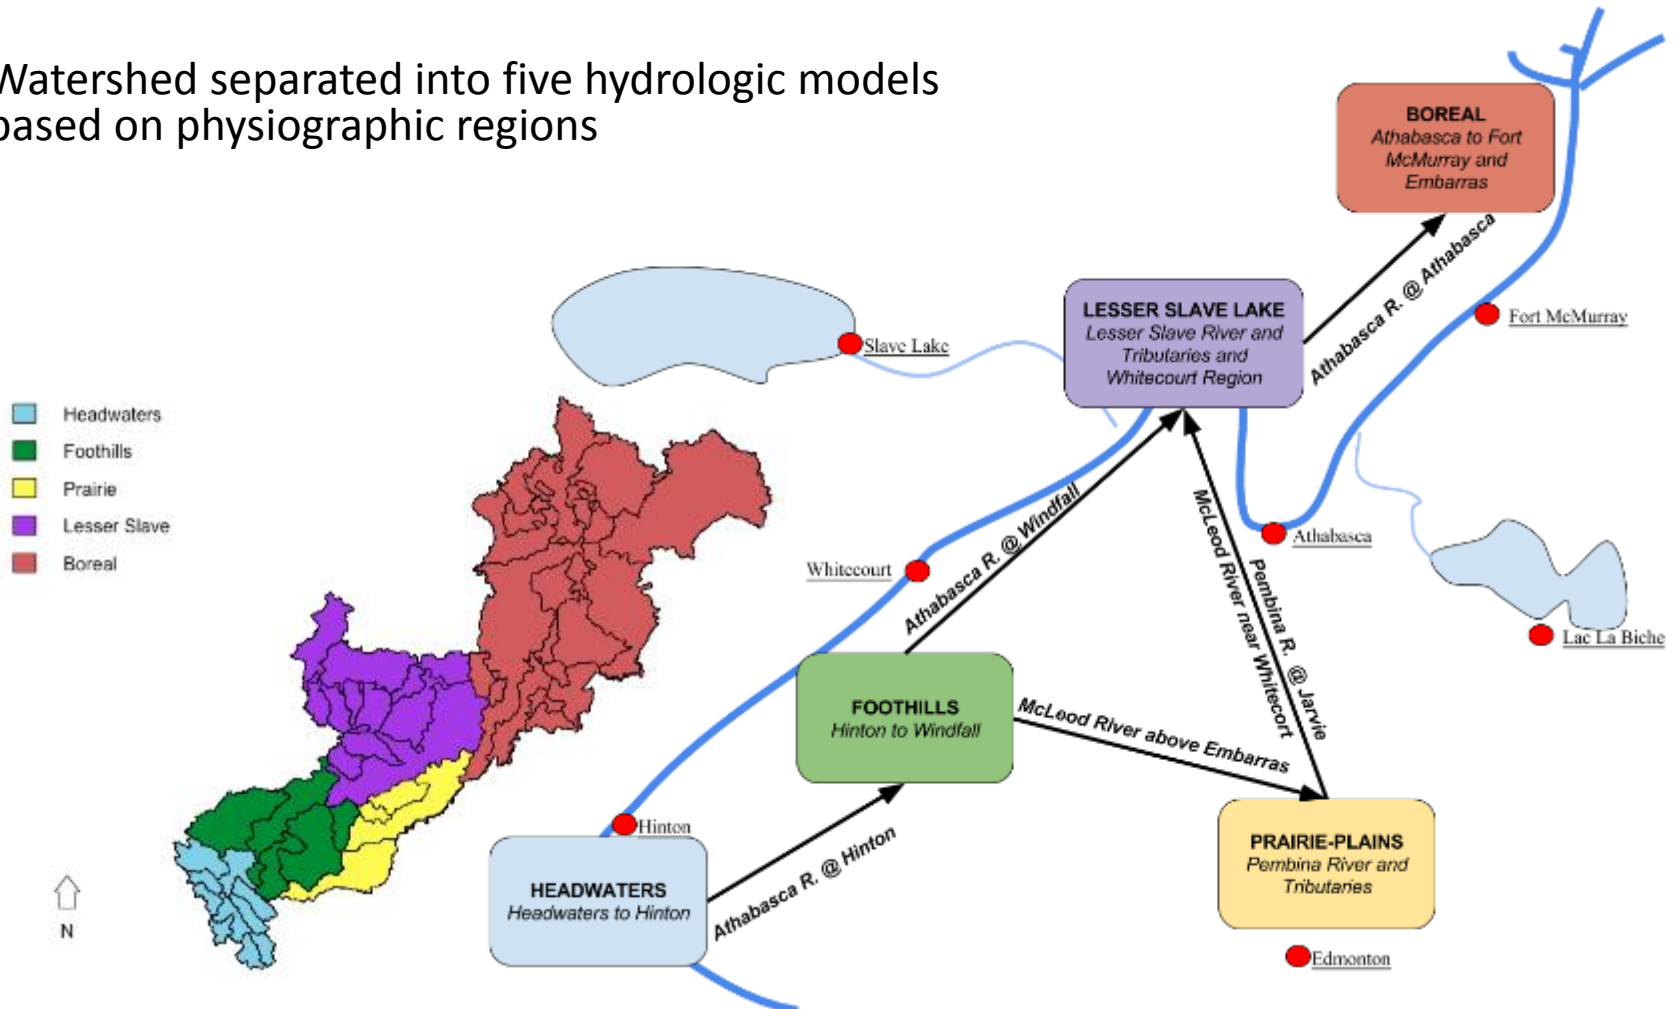 Watershed separated into five hydrologic models
based on physiographic regions
BOREAL
Athabasca to Fort
McMurray and
Embarras
Athabasca R. @ Athabasca
LESSER SLAVE LAKE
Lesser Slave River and
Tributaries and
Whitecourt Region
Slave Lake
Fort McMurray
Headwaters
Foothills
Prairie
Lesser Slave
Boreal
Athabasca R. @ Windfall
McLeod River near Whitecort
Pembina R. @ Jarvie
Athabasca
Whitecourt
Lac La Biche
FOOTHILLS
Hinton to Windfall
McLeod River above Embarras
Hinton
Athabasca R. @ Hinton
HEADWATERS
Headwaters to Hinton
PRAIRIE-PLAINS
Pembina River and
Tributaries
N
Edmonton